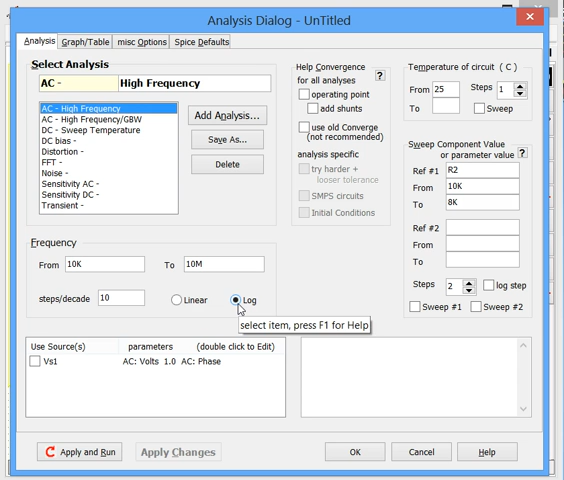 Analysis Dialog - UnTitled
Analysis
Graph/Table
misc Options
Spice Defaults
Select Analysis
AC - High Frequency
AC - High Frequency
AC - High Frequency/GBW
DC - Sweep Temperature
DC bias -
Distortion -
FFT -
Noise -
Sensitivity AC -
Sensitivity DC -
Transient -
Add Analysis...
Save As...
Delete
Help Convergence
for all analyses
?
operating point
add shunts
use old Converge
(not recommended)
analysis specific
try harder +
looser tolerance
SMPS circuits
Initial Conditions
Temperature of circuit ( C )
From 25
Steps 1
To
Sweep
Sweep Component Value
or parameter value ?
Ref #1 R2
From 10K
To 8K
Ref #2
From
To
Steps 2
log step
Sweep #1
Sweep #2
Frequency
From 10K
To 10M
steps/decade 10
Linear
Log
select item, press F1 for Help
Use Source(s) parameters (double click to Edit)
Vs1 AC: Volts 1.0 AC: Phase
Apply and Run
Apply Changes
OK
Cancel
Help